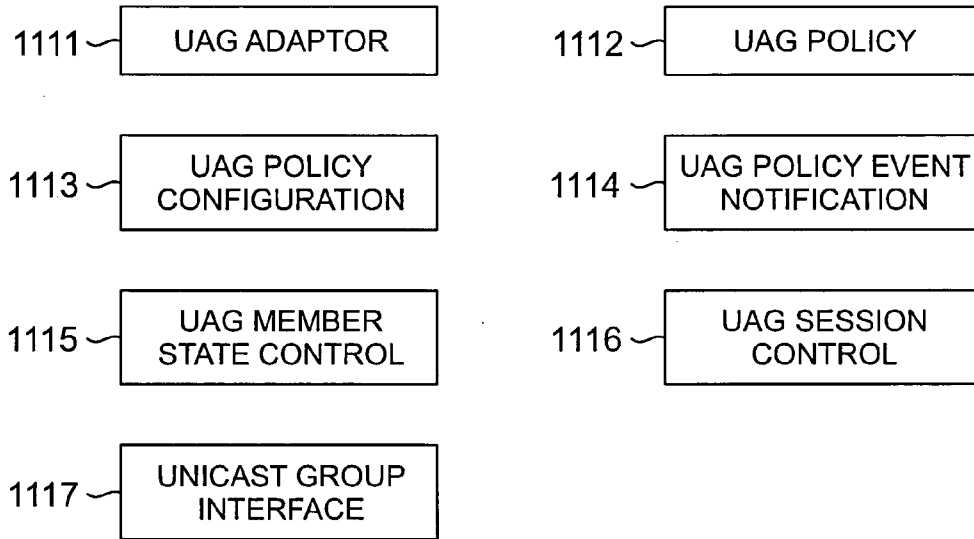 1111 UAG ADAPTOR
1112 UAG POLICY
1113 UAG POLICY
CONFIGURATION
1114 UAG POLICY EVENT
NOTIFICATION
1115 UAG MEMBER
STATE CONTROL
1116 UAG SESSION
CONTROL
1117 UNICAST GROUP
INTERFACE